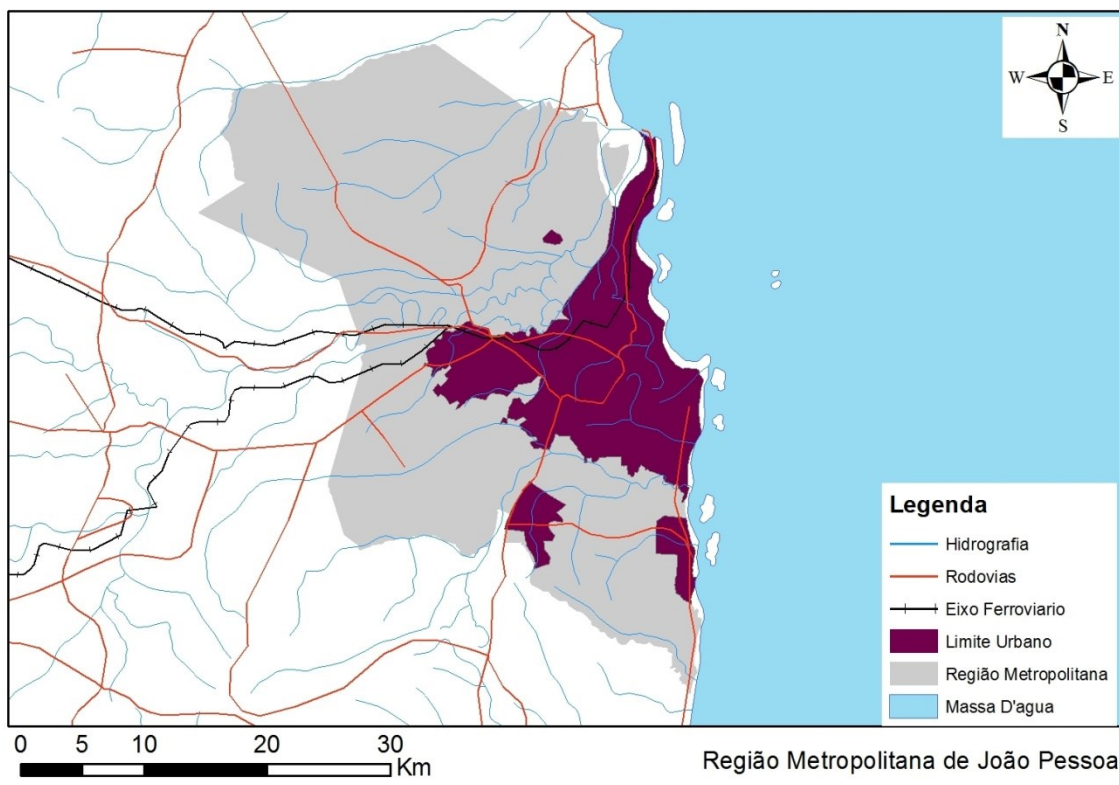 N
W E
S
Legenda
Hidrografia
Rodovias
Eixo Ferroviario
Limite Urbano
Região Metropolitana
Massa D'agua
0 5 10 20 30
Km
Região Metropolitana de João Pessoa